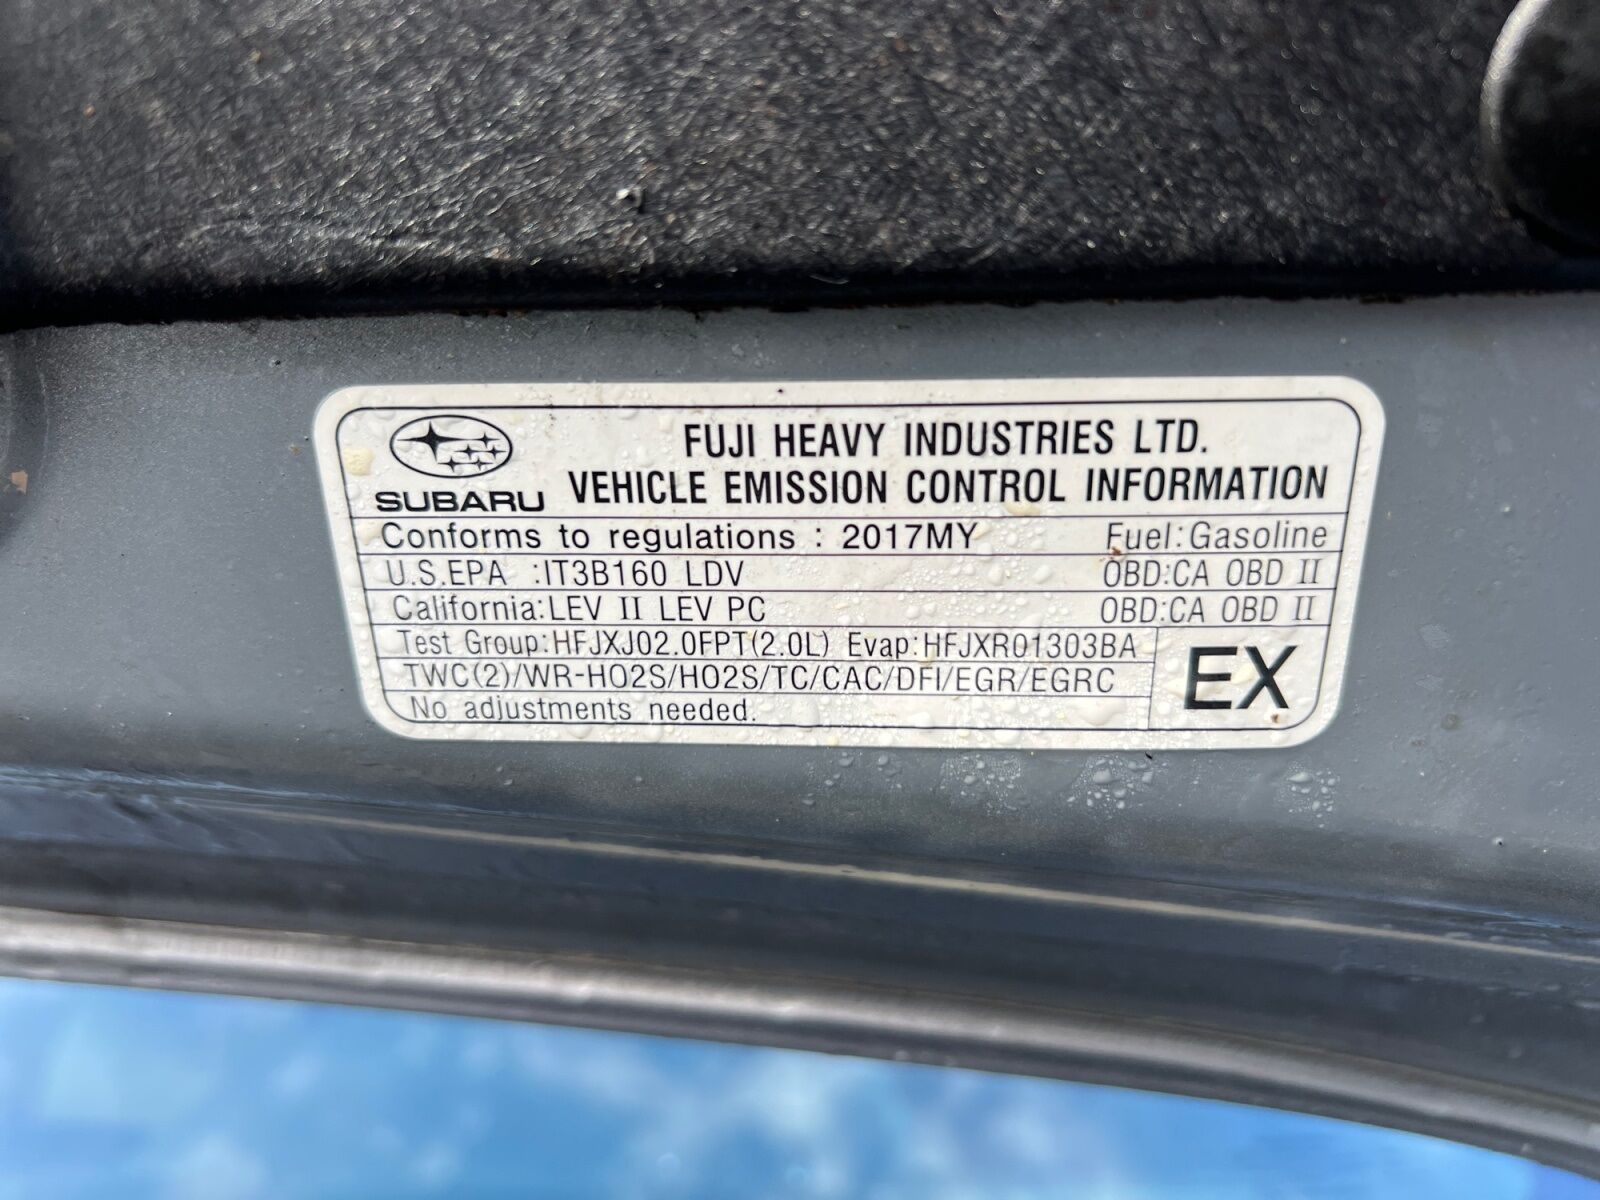 FUJI HEAVY INDUSTRIES LTD.
SUBARU VEHICLE EMISSION CONTROL INFORMATION
Conforms to regulations : 2017MY Fuel:Gasoline
U.S.EPA :IT3B160 LDV OBD:CA OBD II
California:LEV II LEV PC OBD:CA OBD II
Test Group:HFJXJ02.0FPT(2.0L) Evap:HFJXR01303BA
TWC(2)/WR-HO2S/HO2S/TC/CAC/DFI/EGR/EGRC
EX
No adjustments needed.